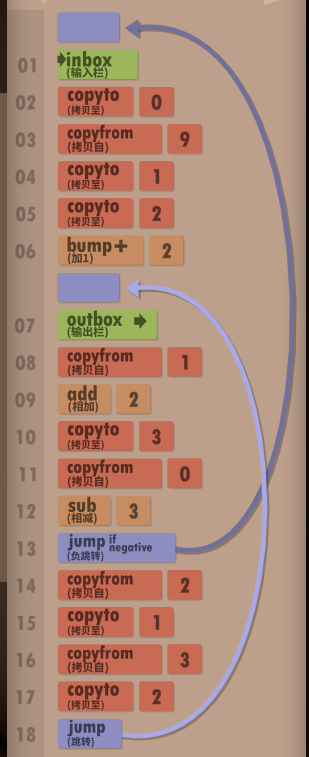 01 inbox
(输入栏)
02 copyto 0
(拷贝至)
03 copyfrom 9
(拷贝自)
04 copyto 1
(拷贝至)
05 copyto 2
(拷贝至)
06 bump+ 2
(加1)
07 outbox
(输出栏)
08 copyfrom 1
(拷贝自)
09 add 2
(相加)
10 copyto 3
(拷贝至)
11 copyfrom 0
(拷贝自)
12 sub 3
(相减)
13 jump if negative
(负跳转)
14 copyfrom 2
(拷贝自)
15 copyto 1
(拷贝至)
16 copyfrom 3
(拷贝自)
17 copyto 2
(拷贝至)
18 jump
(跳转)